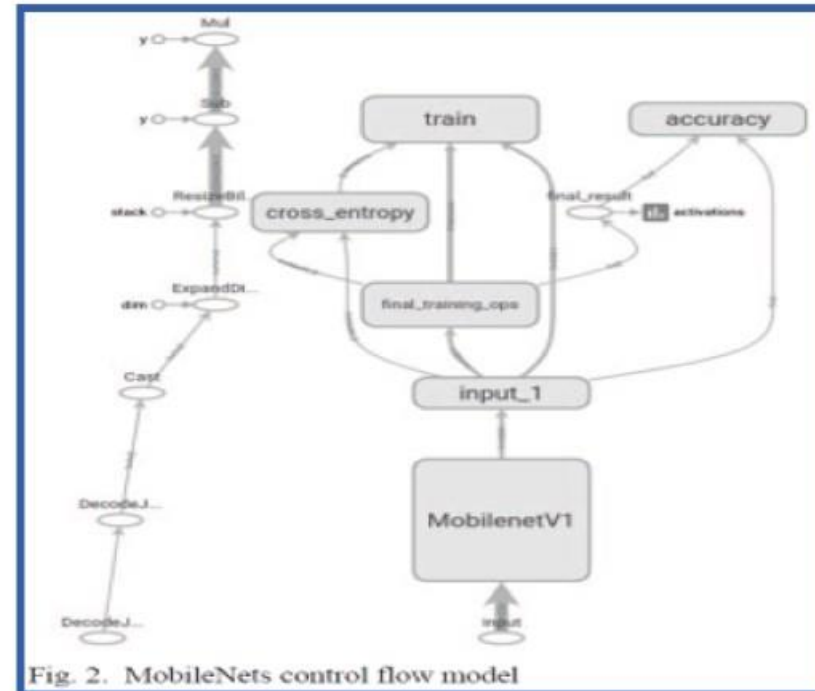 Mul
y
Sub
y
ResizeBil...
stack
ExpandDi...
dim
Cast
DecodeJ...
DecodeJ...
train
accuracy
cross_entropy
final_result
activations
final_training_ops
input_1
MobilenetV1
input
Fig. 2. MobileNets control flow model